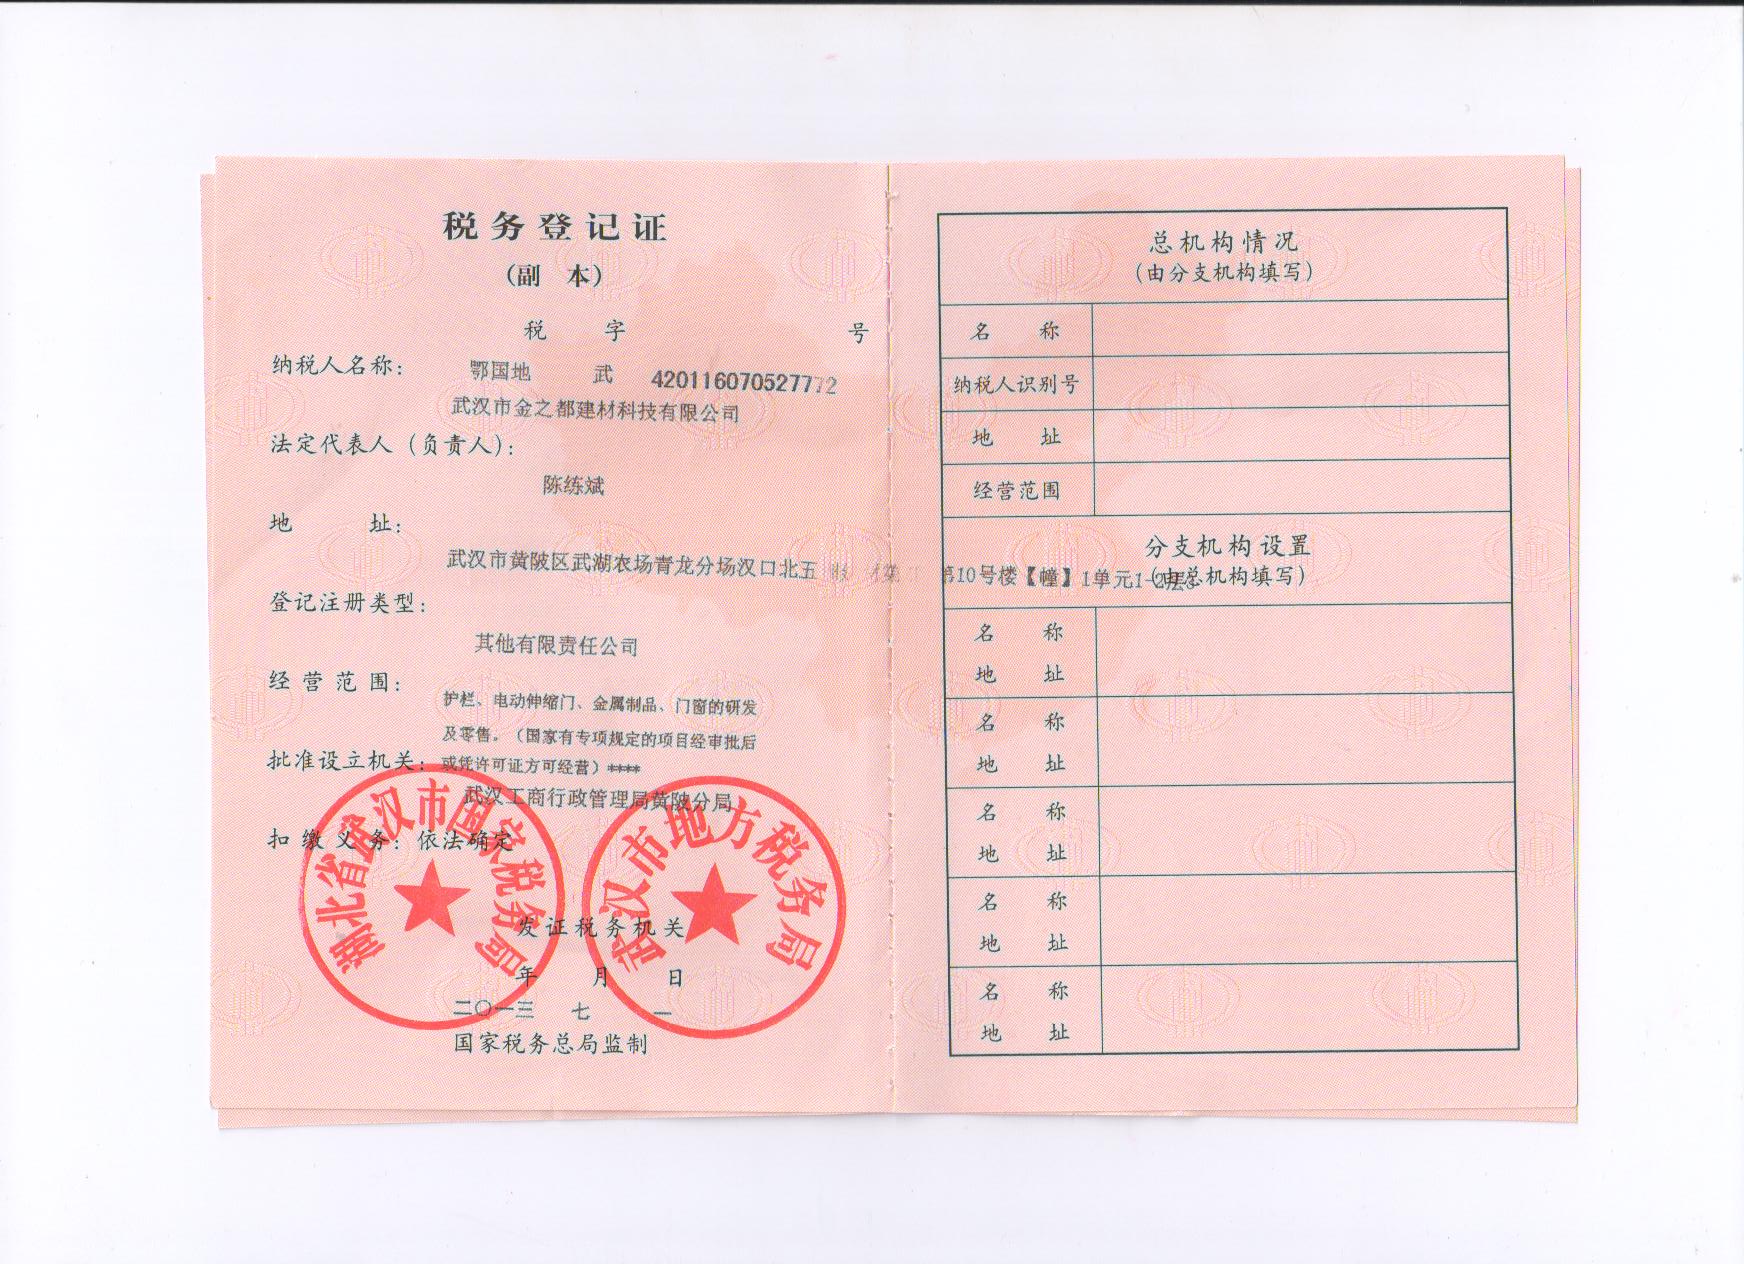 税务登记证
(副 本)
税 字 号
纳税人名称: 鄂国地 武 420116070527772
武汉市金之都建材科技有限公司
法定代表人(负责人):
陈练斌
地 址:
武汉市黄陂区武湖农场青龙分场汉口北五 第10号楼【幢】1单元1-2层
登记注册类型:
其他有限责任公司
经营范围: 护栏、电动伸缩门、金属制品、门窗的研发
及零售。(国家有专项规定的项目经审批后
批准设立机关: 或凭许可证方可经营)****
武汉工商行政管理局黄陂分局
扣缴义务: 依法确定
湖北省武汉市国家税务局
武汉市地方税务局
发证税务机关
年 月 日
二〇一三 七 一
国家税务总局监制
总机构情况
(由分支机构填写)
名 称
纳税人识别号
地 址
经营范围
分支机构设置
(由总机构填写)
名 称
地 址
名 称
地 址
名 称
地 址
名 称
地 址
名 称
地 址